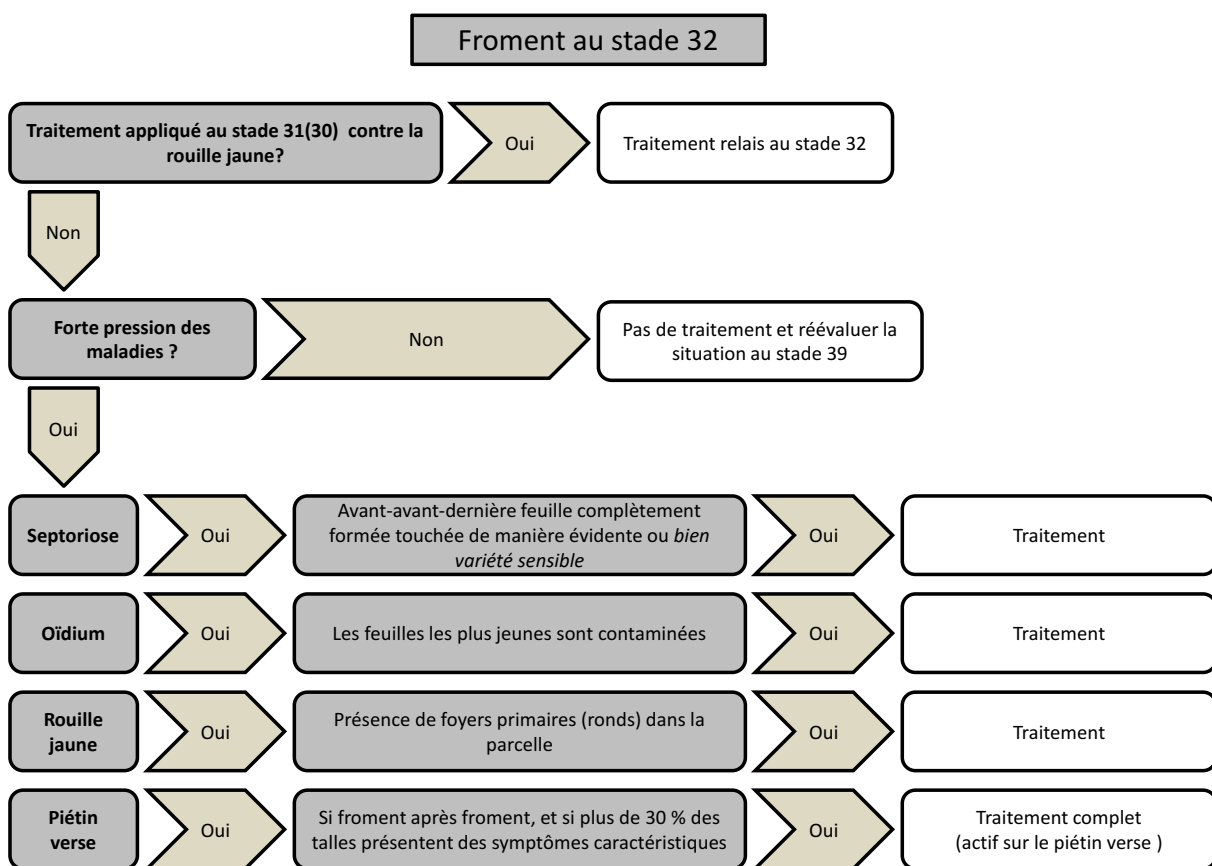 Froment au stade 32
Traitement appliqué au stade 31(30) contre la
rouille jaune?
Oui
Traitement relais au stade 32
Non
Forte pression des
maladies ?
Non
Pas de traitement et réévaluer la
situation au stade 39
Oui
Septoriose
Oui
Avant-avant-dernière feuille complètement
formée touchée de manière évidente ou bien
variété sensible
Oui
Traitement
Oïdium
Oui
Les feuilles les plus jeunes sont contaminées
Oui
Traitement
Rouille
jaune
Oui
Présence de foyers primaires (ronds) dans la
parcelle
Oui
Traitement
Piétin
verse
Oui
Si froment après froment, et si plus de 30 % des
talles présentent des symptômes caractéristiques
Oui
Traitement complet
(actif sur le piétin verse )